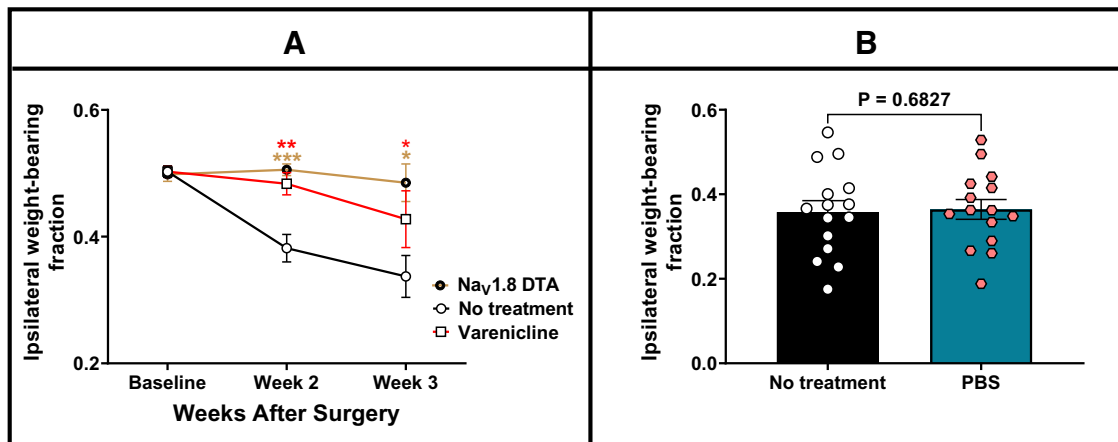 A
B
Ipsilateral weight-bearing
fraction
0.6
0.4
0.2
**
***
*
*
Na_V1.8 DTA
No treatment
Varenicline
Baseline
Week 2
Week 3
Weeks After Surgery
Ipsilateral weight-bearing
fraction
P = 0.6827
0.6
0.4
0.2
0.0
No treatment
PBS